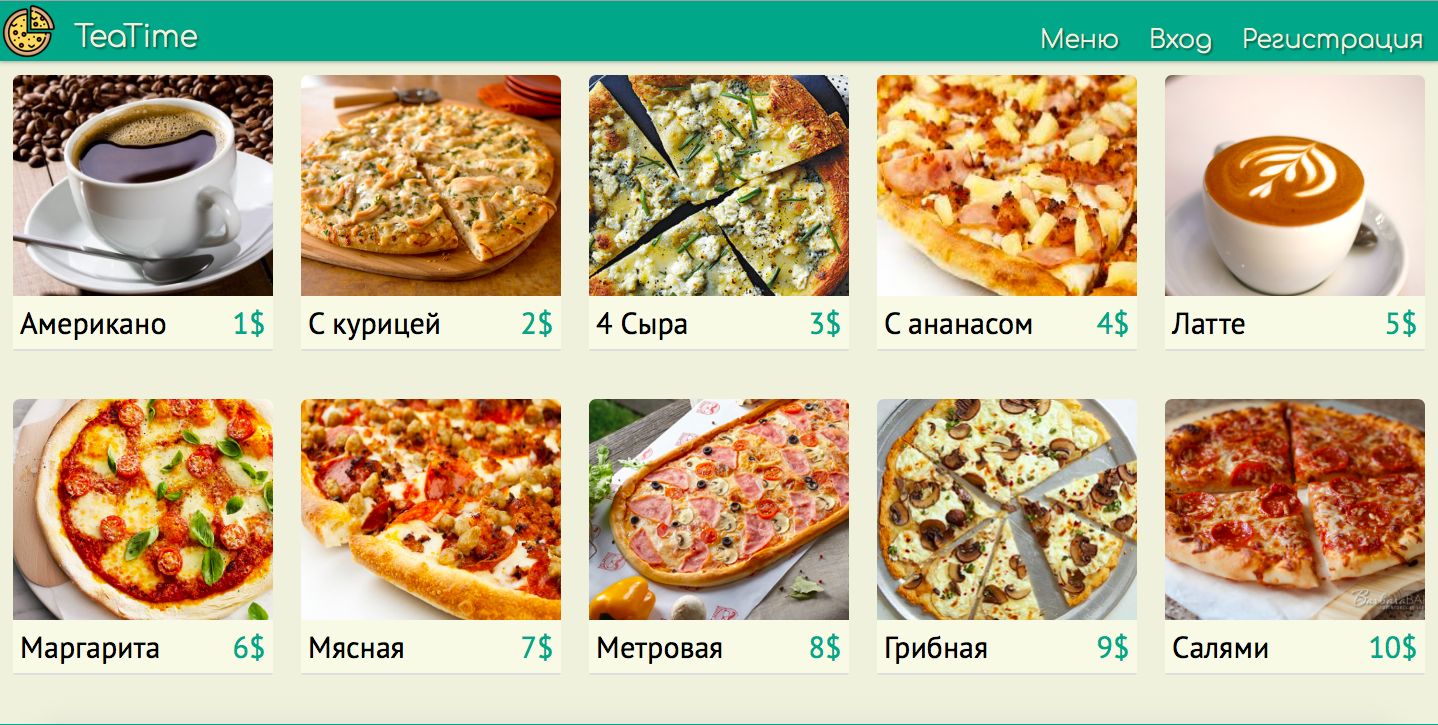 TeaTime Меню Вход Регистрация
Американо 1$
С курицей 2$
4 Сыра 3$
С ананасом 4$
Латте 5$
Маргарита 6$
Мясная 7$
Метровая 8$
Грибная 9$
Салями 10$